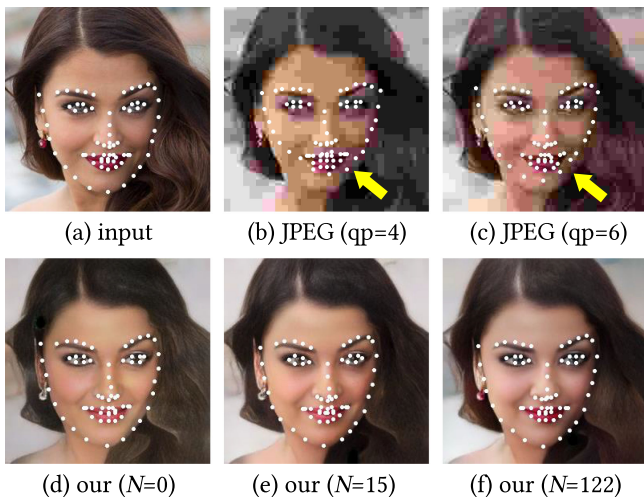 (a) input
(b) JPEG (qp=4)
(c) JPEG (qp=6)
(d) our (N=0)
(e) our (N=15)
(f) our (N=122)